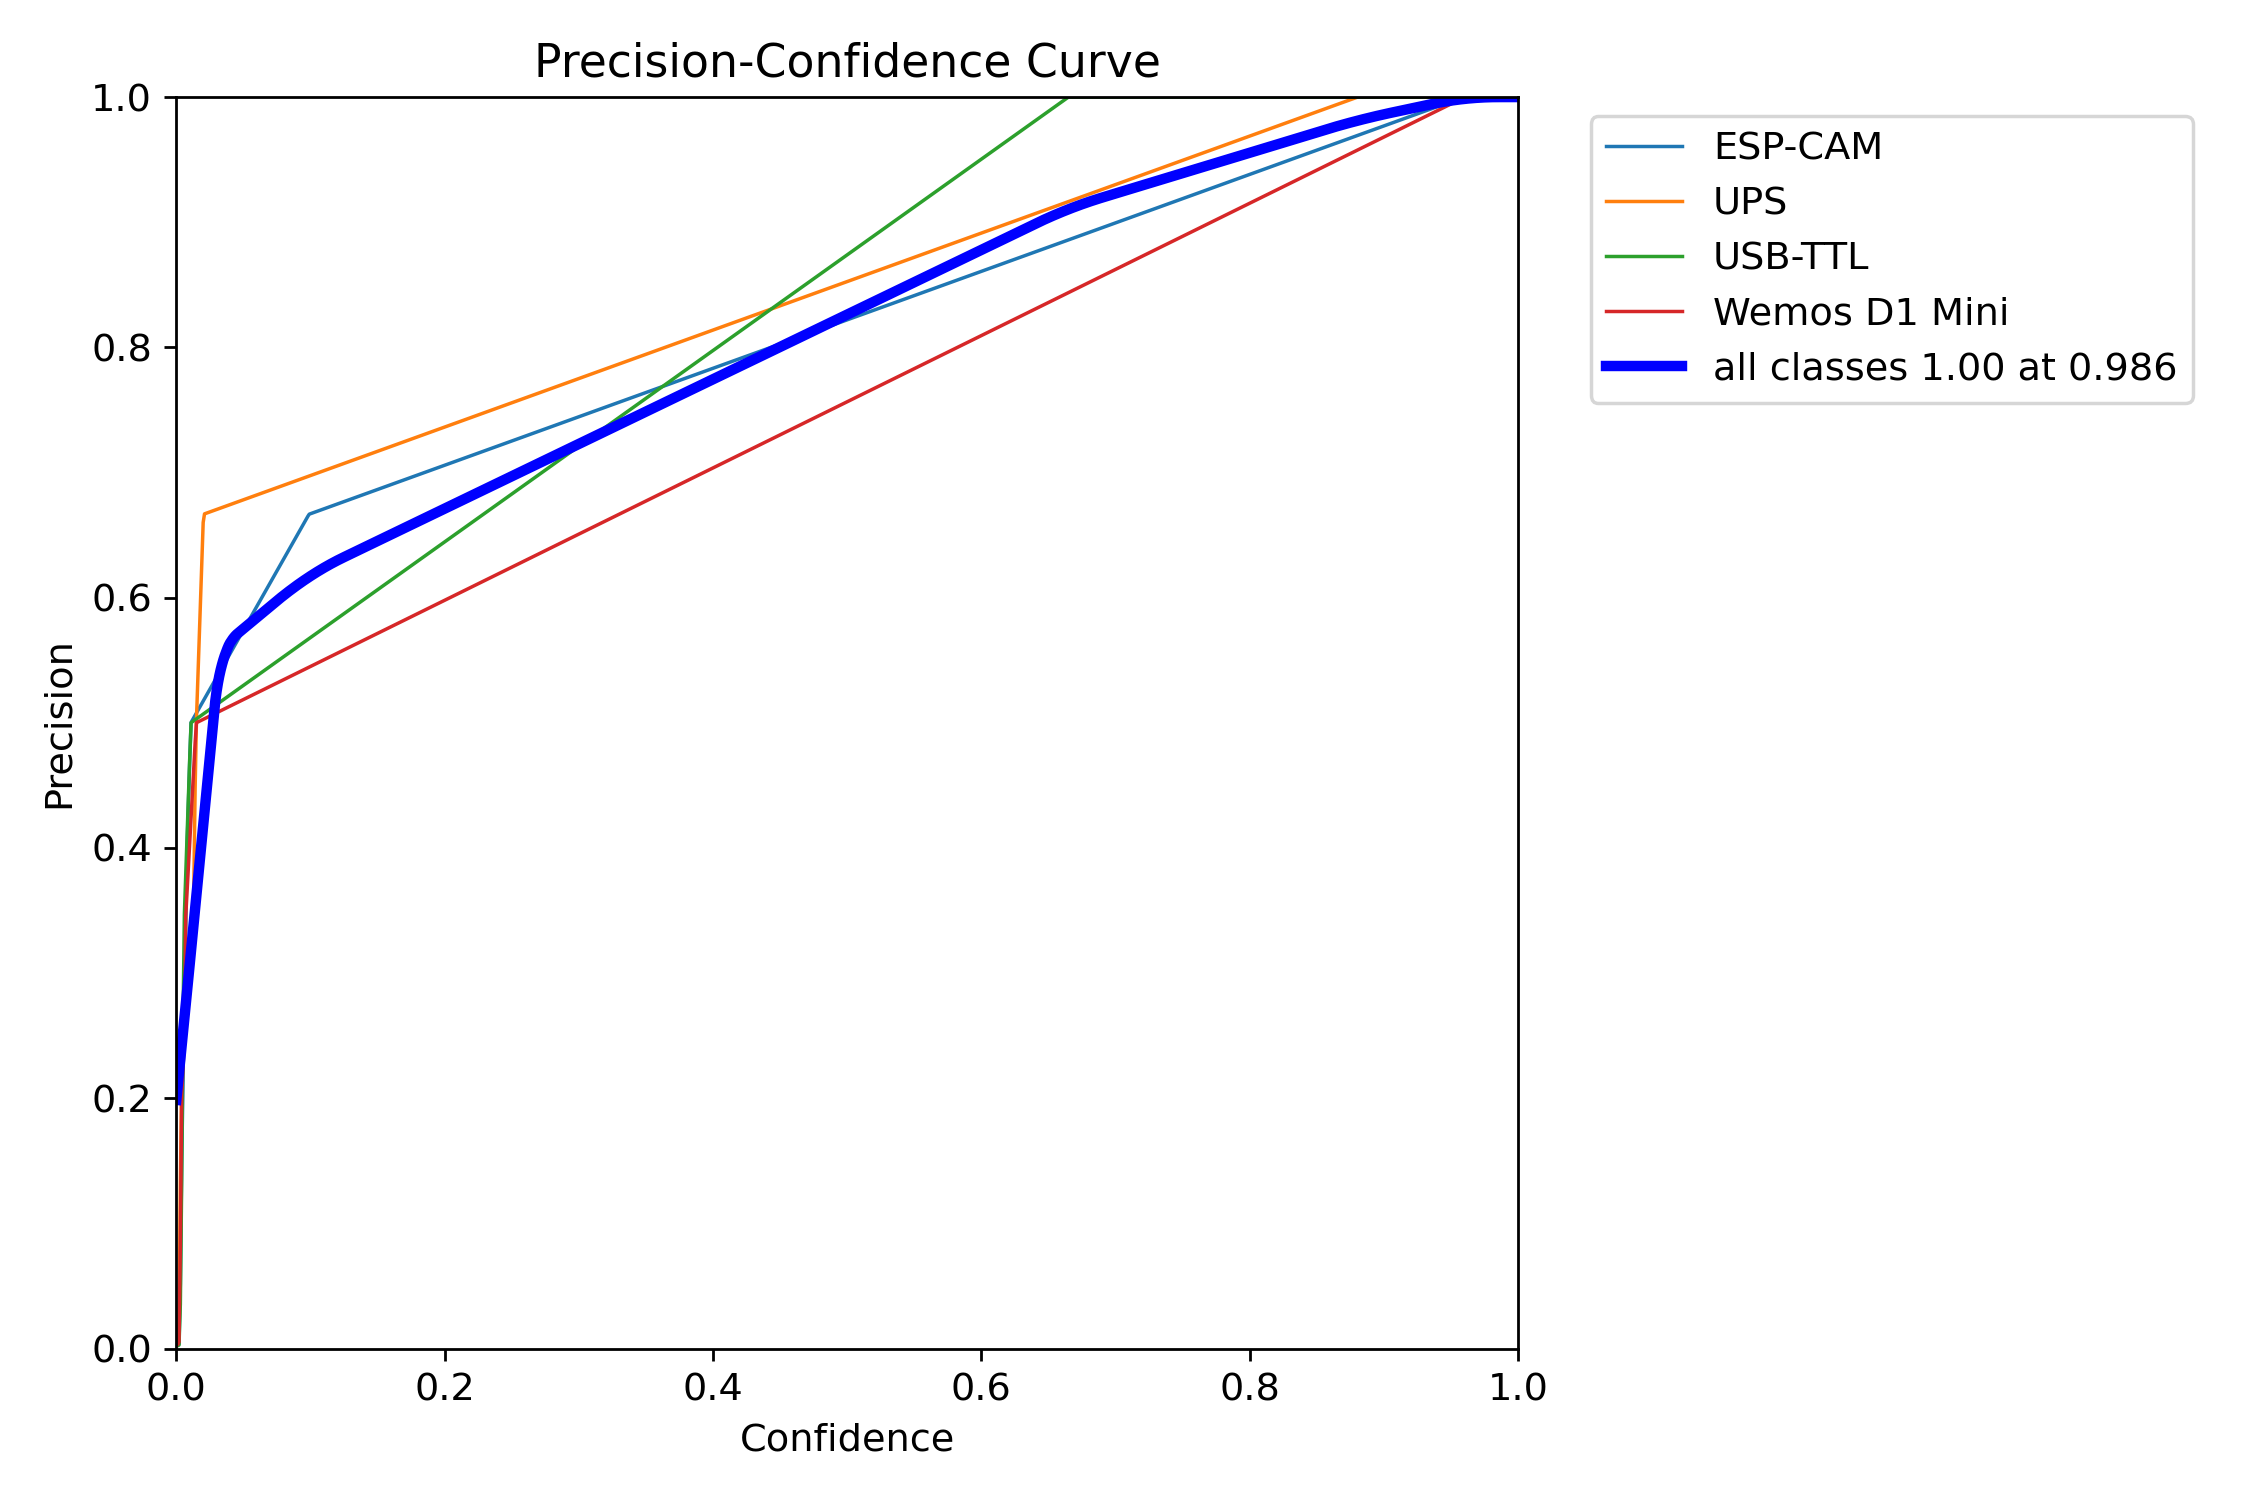 Precision-Confidence Curve
1.0
0.8
0.6
0.4
0.2
0.0
Precision
0.0 0.2 0.4 0.6 0.8 1.0
Confidence
ESP-CAM
UPS
USB-TTL
Wemos D1 Mini
all classes 1.00 at 0.986